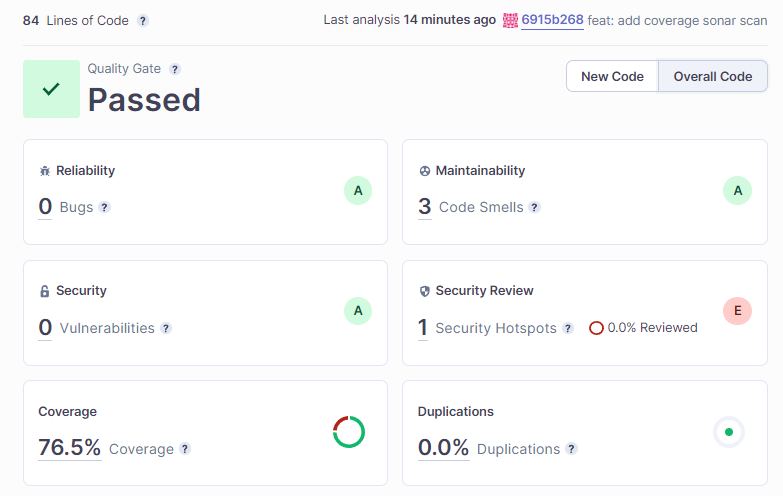 84 Lines of Code ?
Last analysis 14 minutes ago 6915b268 feat: add coverage sonar scan
Quality Gate ?
Passed
New Code
Overall Code
Reliability
A
0 Bugs ?
Maintainability
A
3 Code Smells ?
Security
A
0 Vulnerabilities ?
Security Review
E
1 Security Hotspots ? 0.0% Reviewed
Coverage
76.5% Coverage ?
Duplications
0.0% Duplications ?